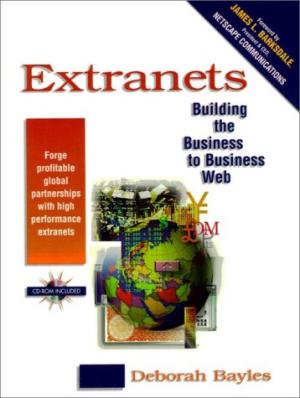 Foreword by
JAMES L. BARKSDALE,
President & CEO,
NETSCAPE COMMUNICATIONS
Extranets
Building
the
Business
to Business
Web
Forge
profitable
global
partnerships
with high
performance
extranets
CD-ROM INCLUDED
¥
£DM
Deborah Bayles